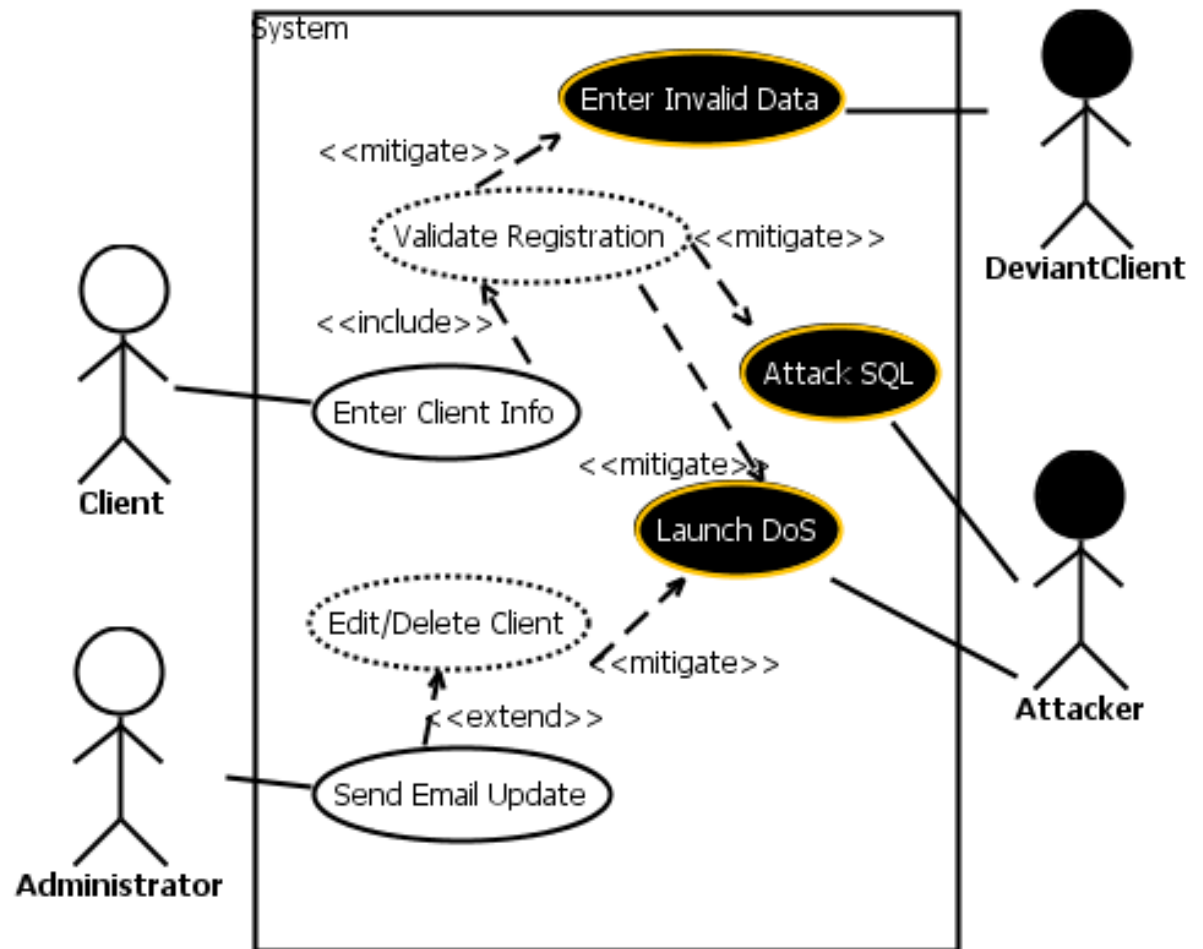 System
Enter Invalid Data
<<mitigate>>
Validate Registration
<<mitigate>>
DeviantClient
<<include>>
Attack SQL
Enter Client Info
<<mitigate>>
Client
Launch DoS
Edit/Delete Client
<<mitigate>>
Attacker
<<extend>>
Send Email Update
Administrator